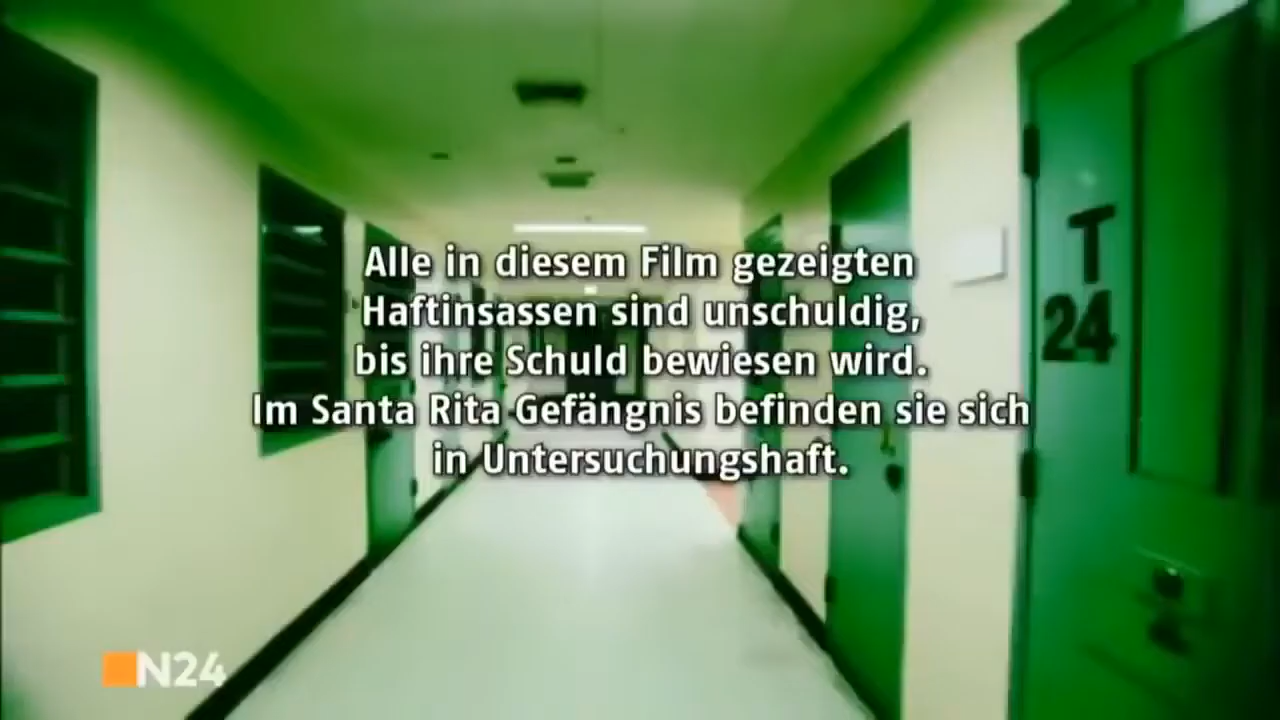 Alle in diesem Film gezeigten
Haftinsassen sind unschuldig,
bis ihre Schuld bewiesen wird.
Im Santa Rita Gefängnis befinden sie sich
in Untersuchungshaft.
T
24
N24